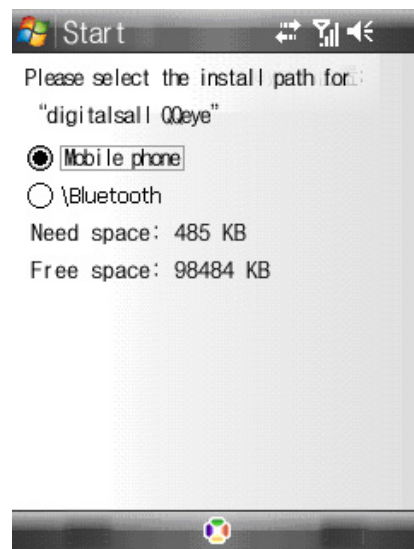 Start
Please select the install path for:
"digitalsall QQeye"
Mobile phone
\Bluetooth
Need space: 485 KB
Free space: 98484 KB